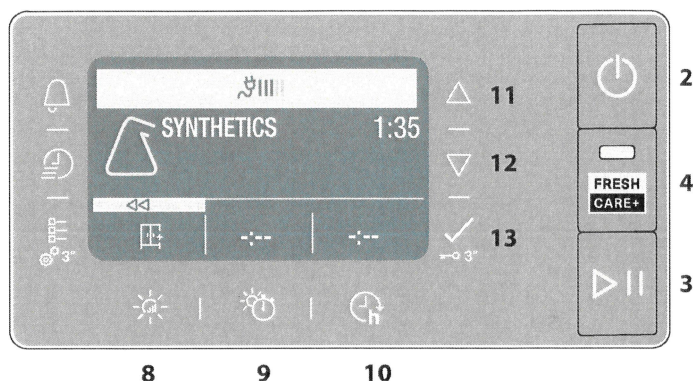 2
11
SYNTHETICS 1:35
12
4
FRESH
CARE+
13
3"
-:-- -:--
3"
3
h
8 9 10